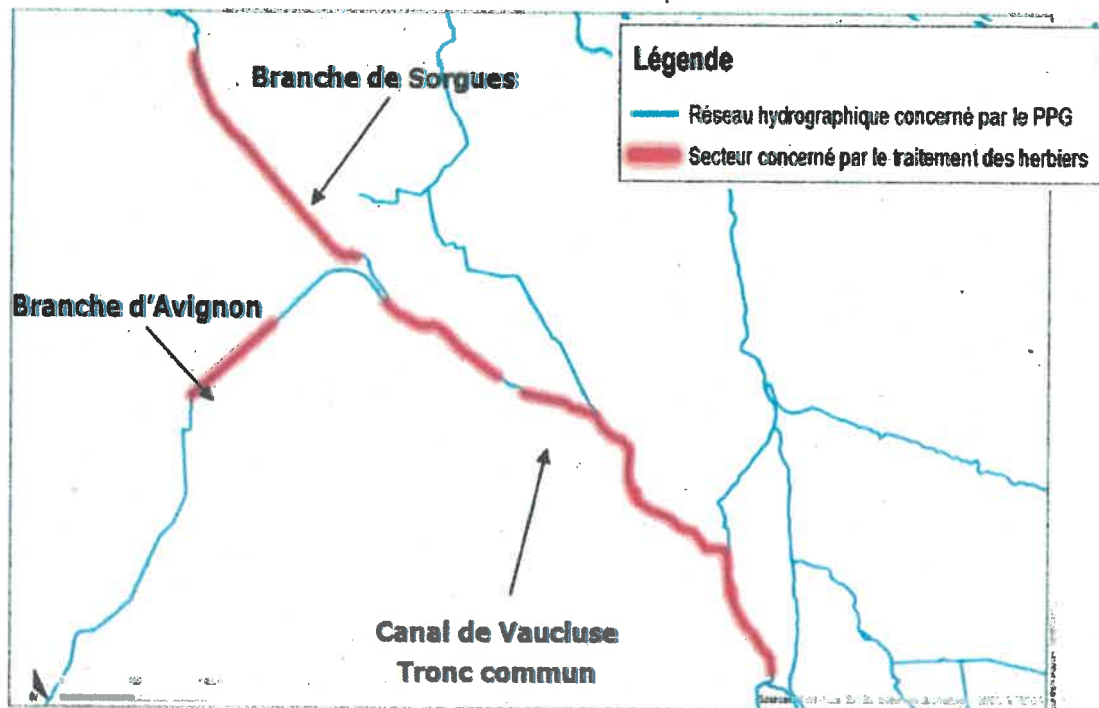 Branche de Sorgues
Légende
Réseau hydrographique concerné par le PPG
Secteur concerné par le traitement des herbiers
Branche d'Avignon
Canal de Vaucluse
Tronc commun